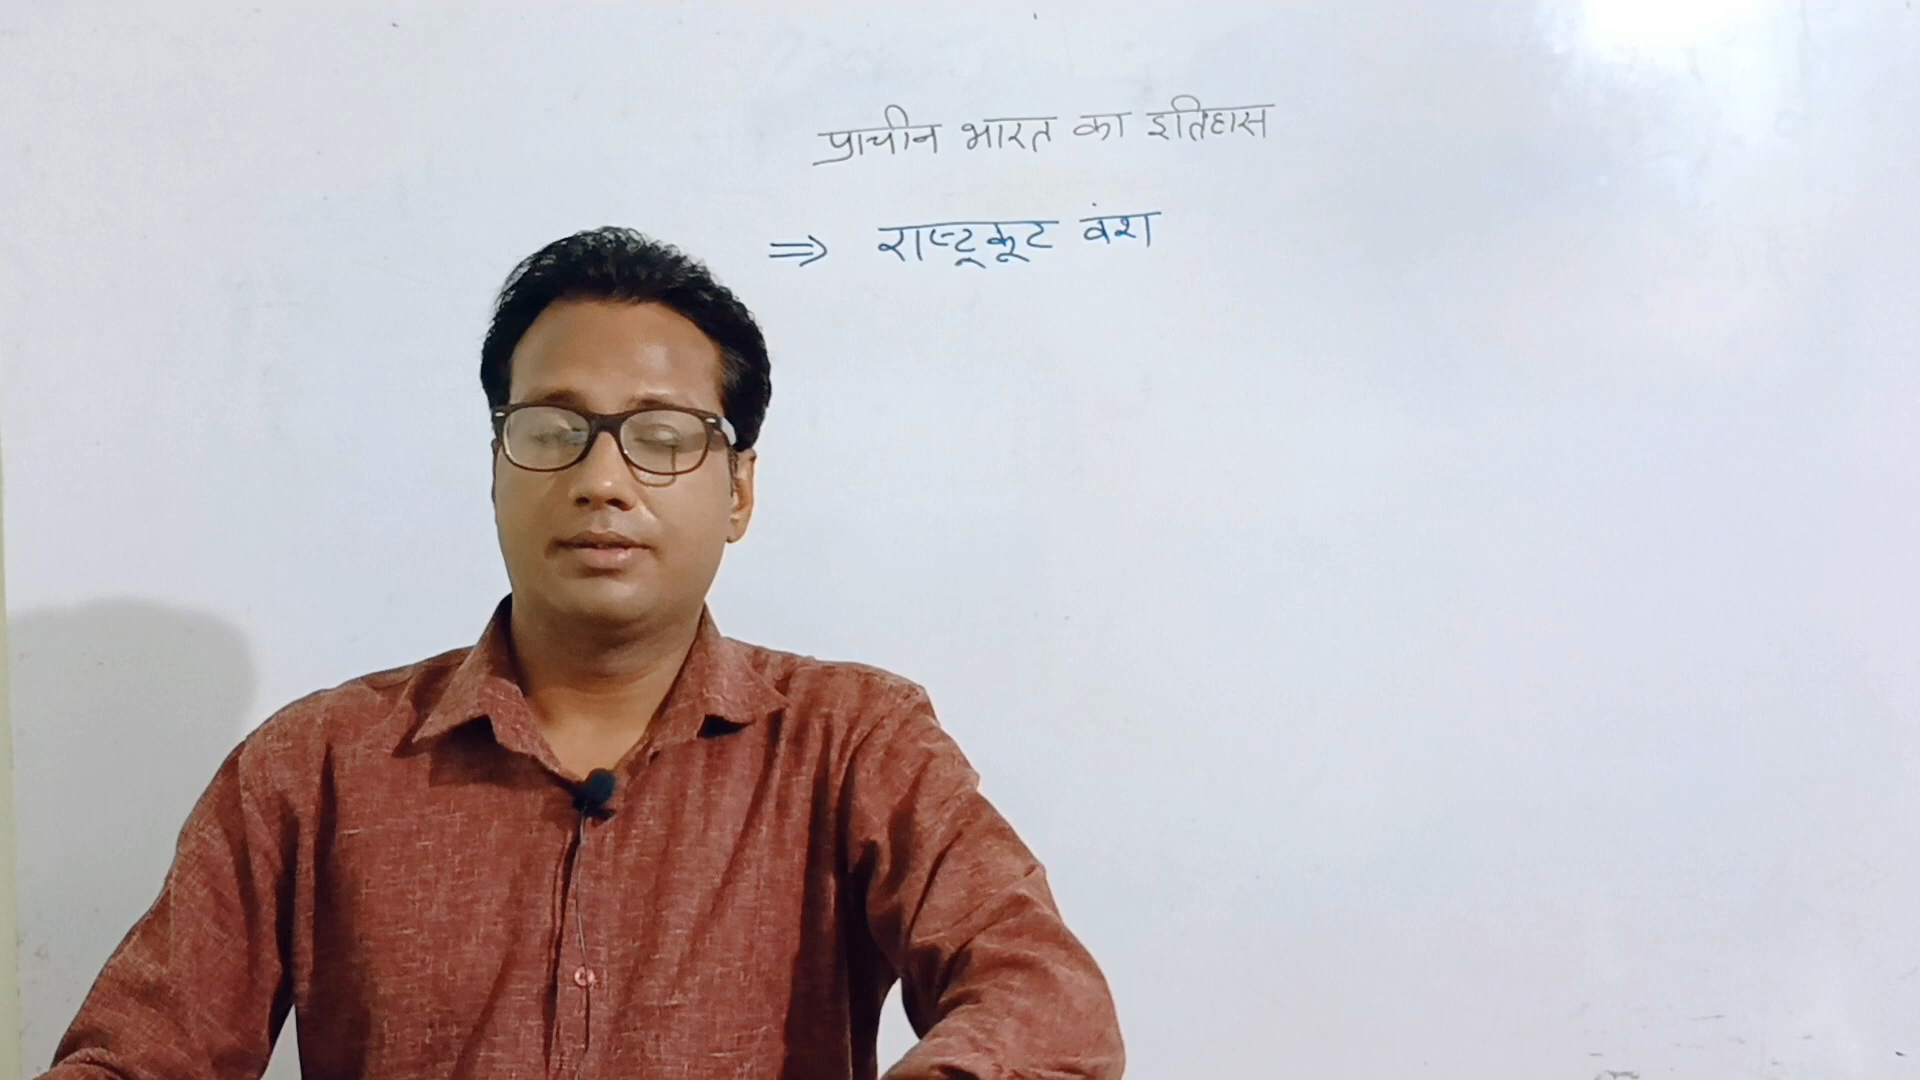 प्राचीन भारत का इतिहास
⇒ राष्ट्रकूट वंश